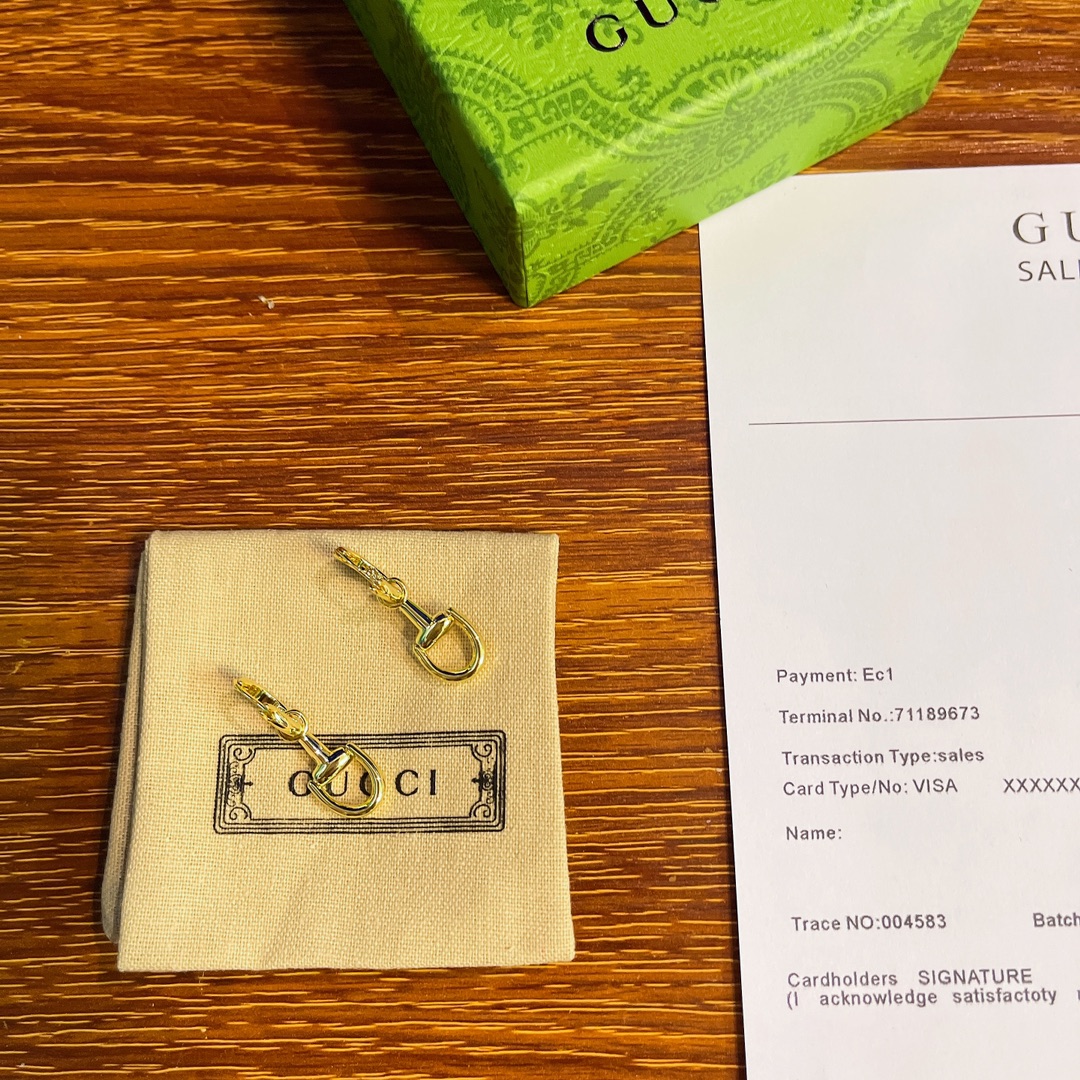 GU
GU
SAL
GUCCI
Payment: Ec1
Terminal No.:71189673
Transaction Type:sales
Card Type/No: VISA XXXXXX
Name:
Trace NO:004583 Batch
Cardholders SIGNATURE
(I acknowledge satisfactoty